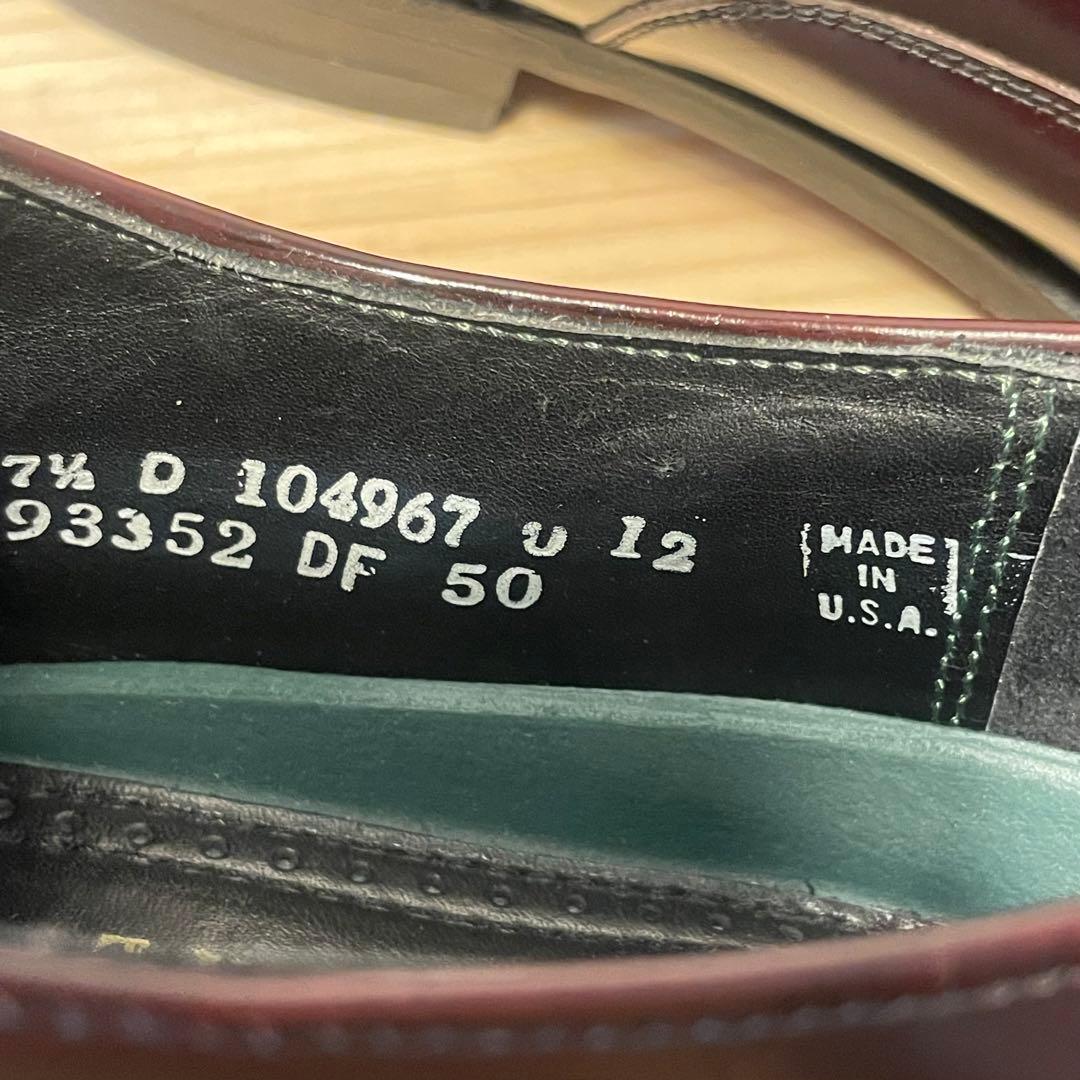 7½ D 104967 U 12
93352 DF 50
MADE
IN
U.S.A.